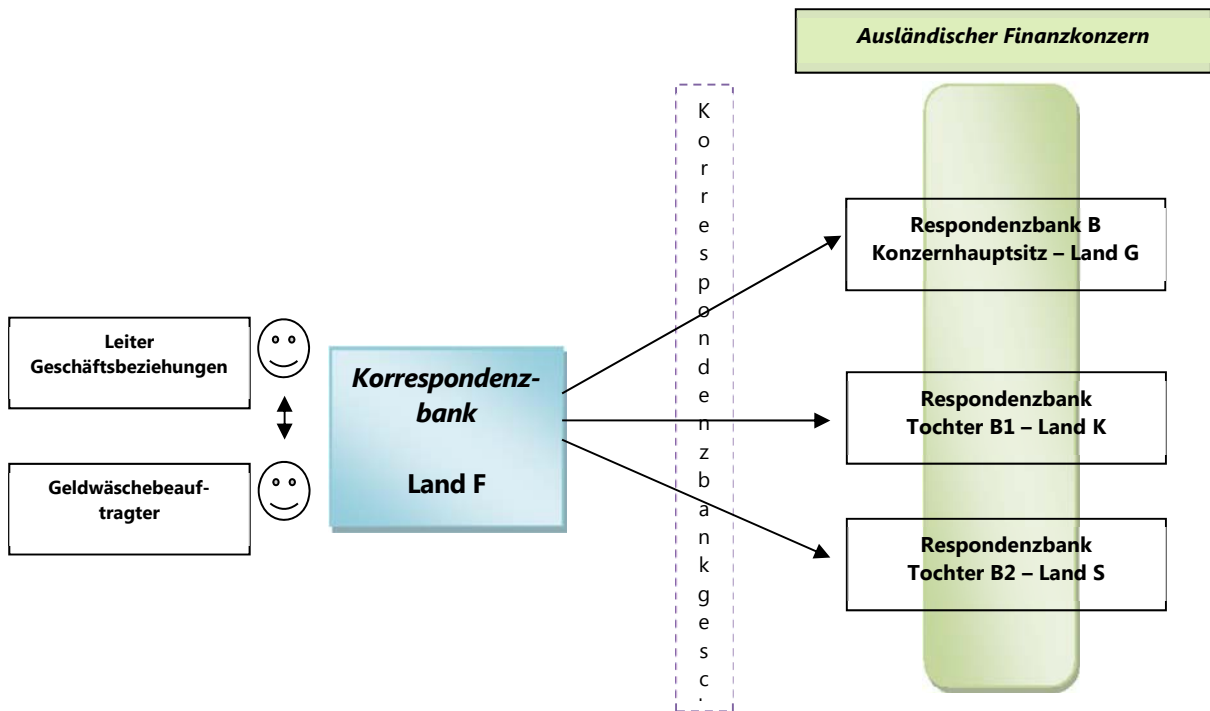 Ausländischer Finanzkonzern
K
o
r
r
e
s
p
o
n
d
e
n
z
b
a
n
k
g
e
s
c
Respondenzbank B
Konzernhauptsitz – Land G
Leiter
Geschäftsbeziehungen
Korrespondenz-
bank
Land F
Respondenzbank
Tochter B1 – Land K
Geldwäschebeauf-
tragter
Respondenzbank
Tochter B2 – Land S